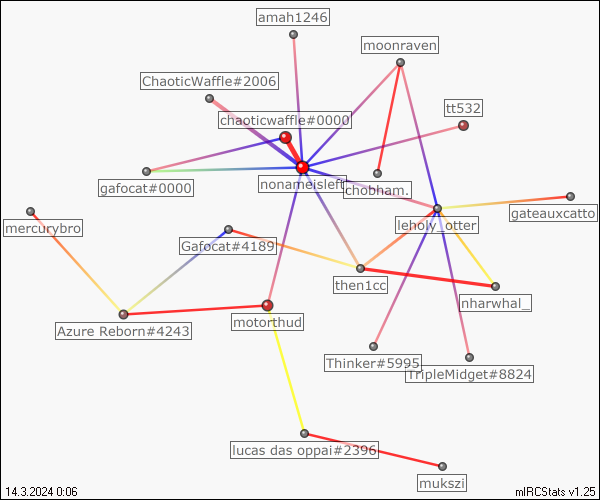 amah1246
moonraven
ChaoticWaffle#2006
tt532
chaoticwaffle#0000
gafocat#0000
nonameisleft
chobham.
mercurybro
leholy_otter
gateauxcatto
Gafocat#4189
then1cc
nharwhal_
Azure Reborn#4243
motorthud
Thinker#5995
TripleMidget#8824
lucas das oppai#2396
mukszi
14.3.2024 0:06
mIRCStats v1.25